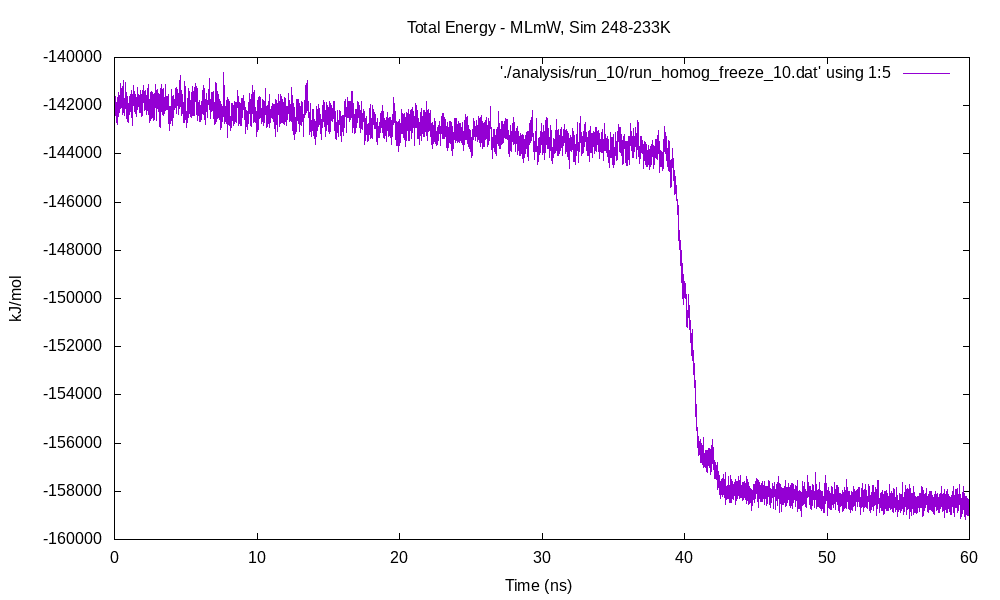 Total Energy - MLmW, Sim 248-233K
'./analysis/run_10/run_homog_freeze_10.dat' using 1:5
-140000
-142000
-144000
-146000
-148000
-150000
-152000
-154000
-156000
-158000
-160000
kJ/mol
0 10 20 30 40 50 60
Time (ns)